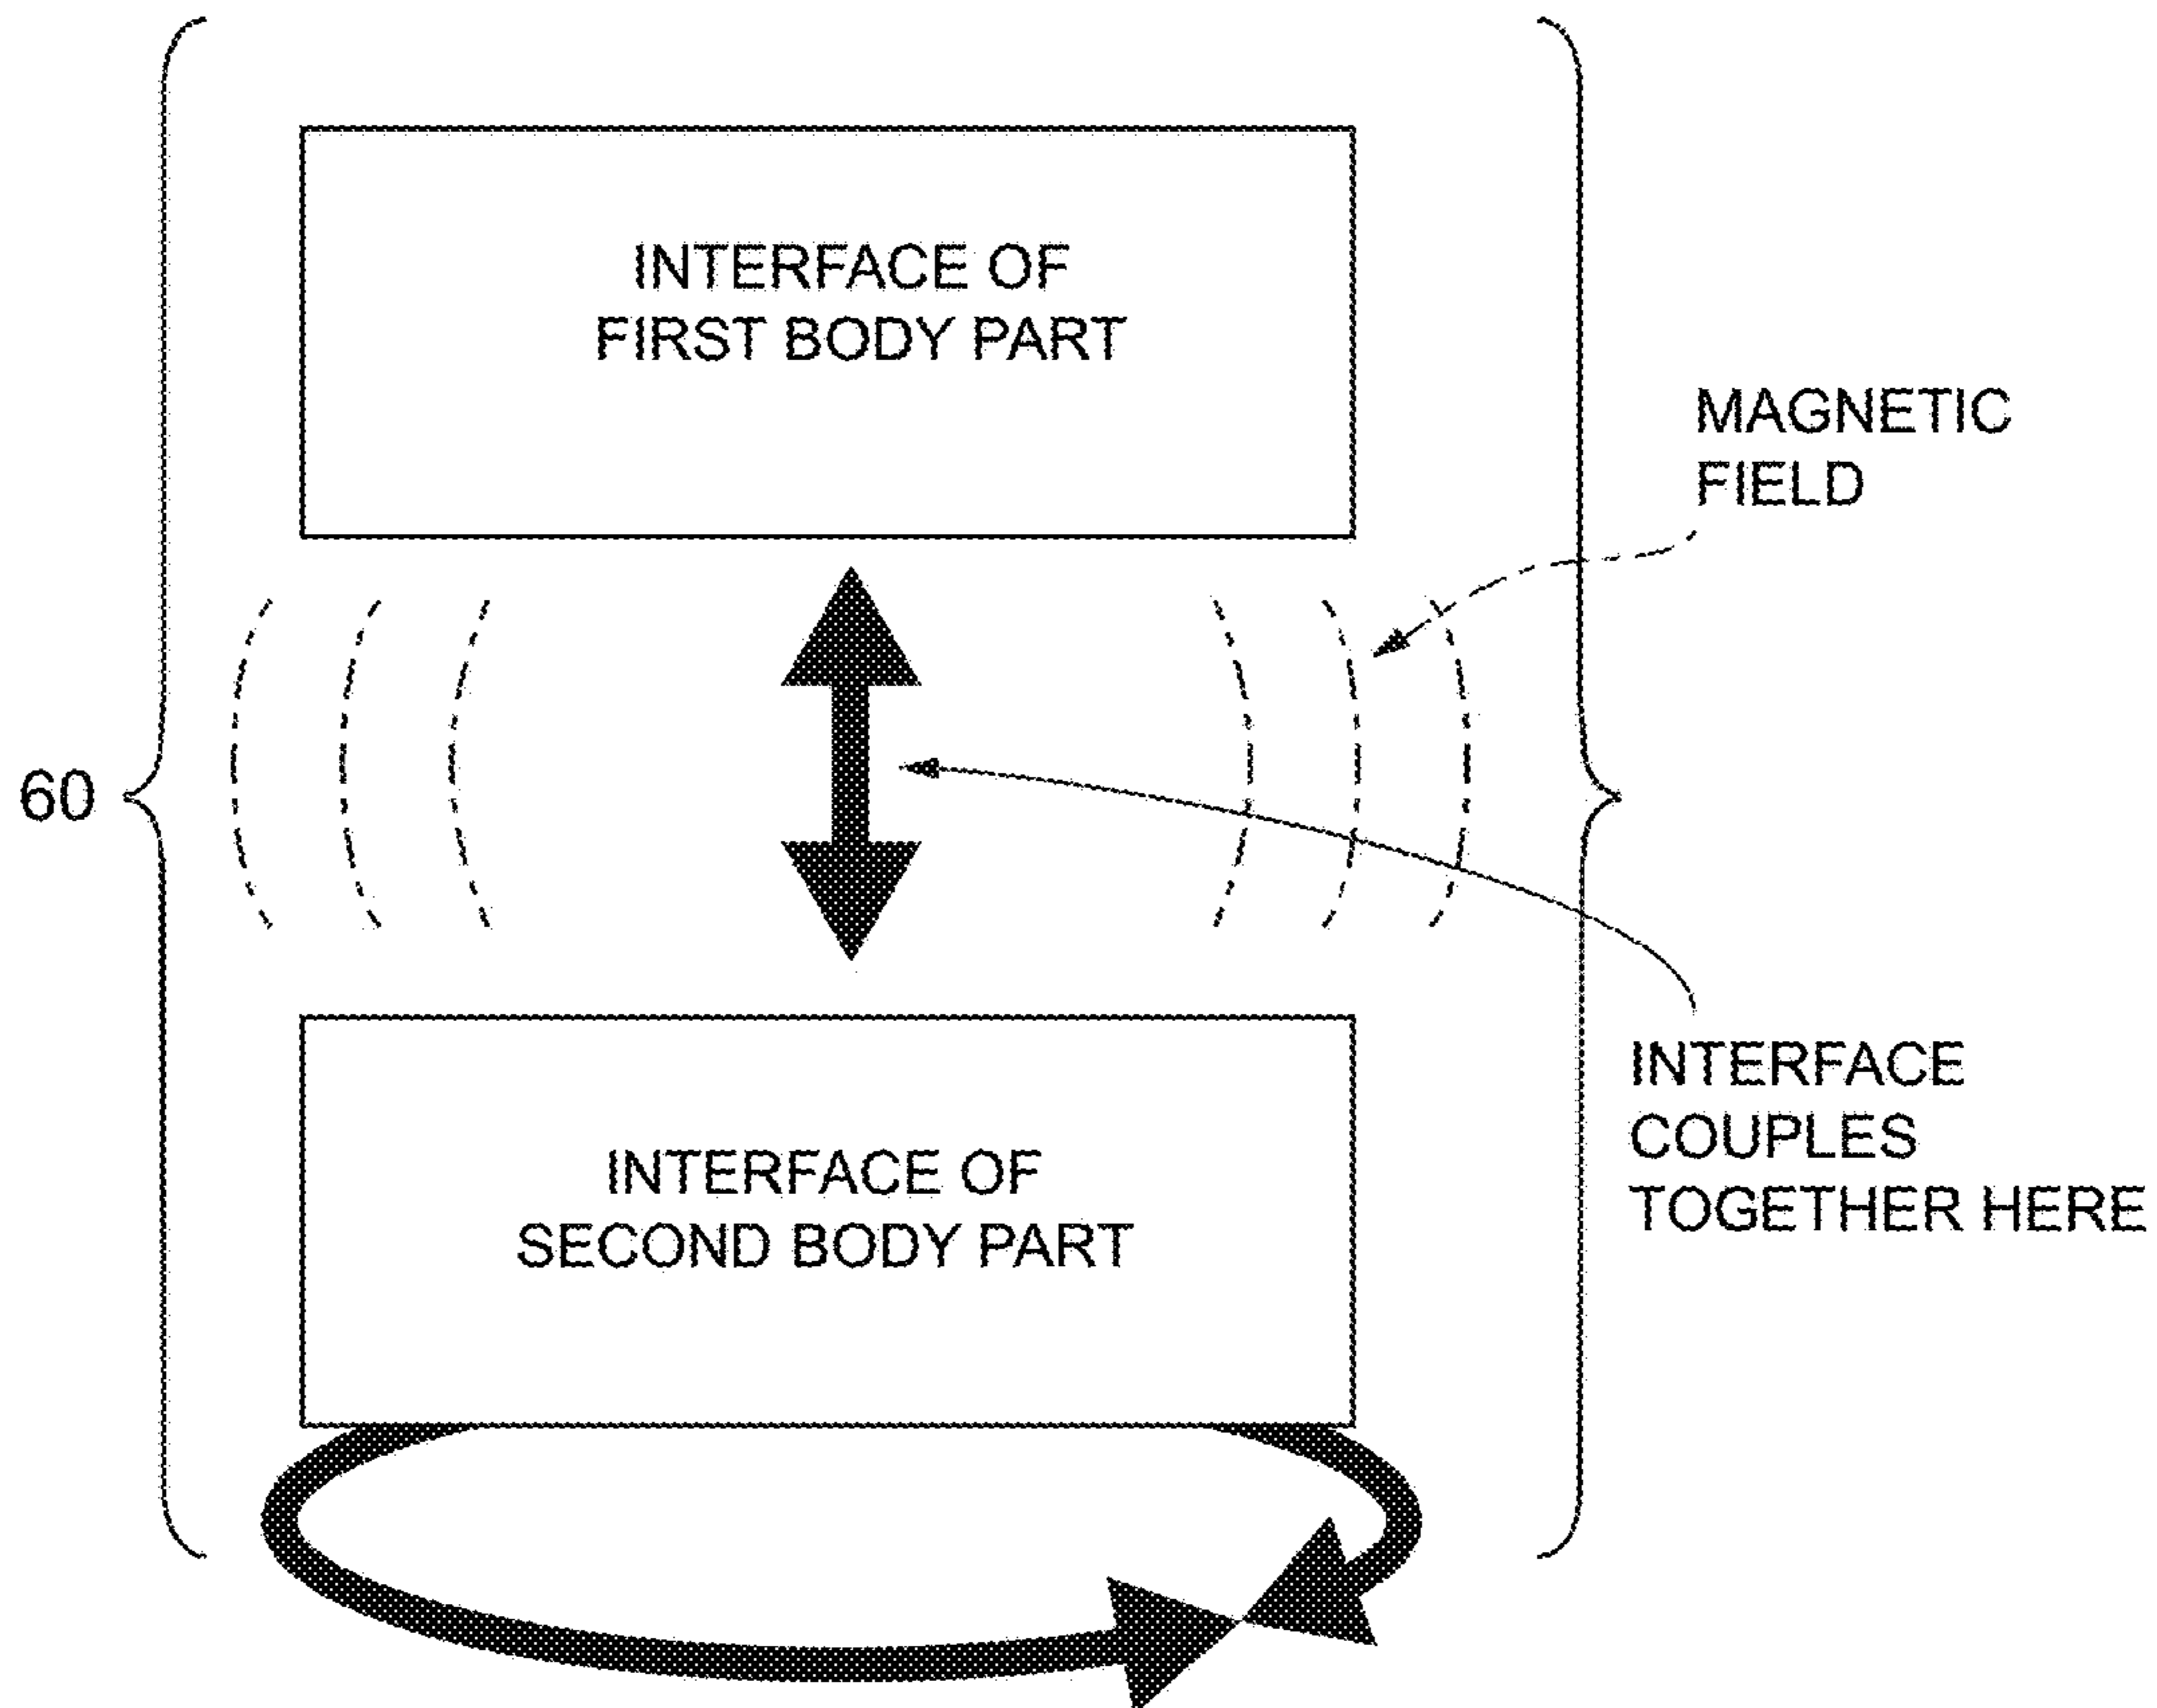 INTERFACE OF
FIRST BODY PART
MAGNETIC
FIELD
60
INTERFACE
COUPLES
TOGETHER HERE
INTERFACE OF
SECOND BODY PART